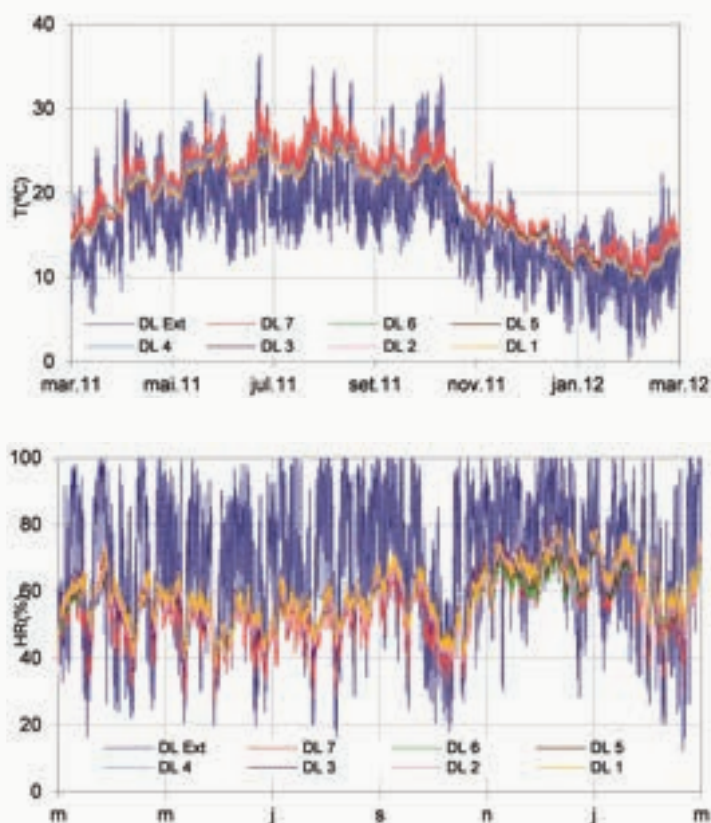 40
30
T(ºC)
20
10
DL Ext DL 7 DL 6 DL 5
DL 4 DL 3 DL 2 DL 1
0
mar.11 mai.11 jul.11 set.11 nov.11 jan.12 mar.12
100
80
60
HR(%)
40
20
DL Ext DL 7 DL 6 DL 5
DL 4 DL 3 DL 2 DL 1
0
m m j s n j m